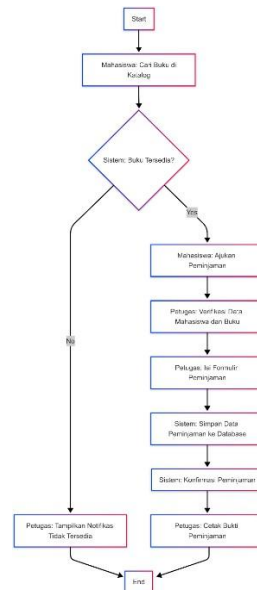 Start
Mahasiswa: Cari Buku di
Katalog
Sistem: Buku Tersedis?
Yes
Mahasiswa: Ajukan
Peminjaman
Petugas: Verifikasi Data
Mahasiswa dan Buku
Petugas: Isi Formulir
Peminjaman
No
Sistem: Simpan Data
Peminjaman ke Database
Sistem: Konfirmasi Peminjaman
Petugas: Tampilkan Notifikas
Tidak Tersedia
Petugas: Cetak Bukti
Peminjaman
End